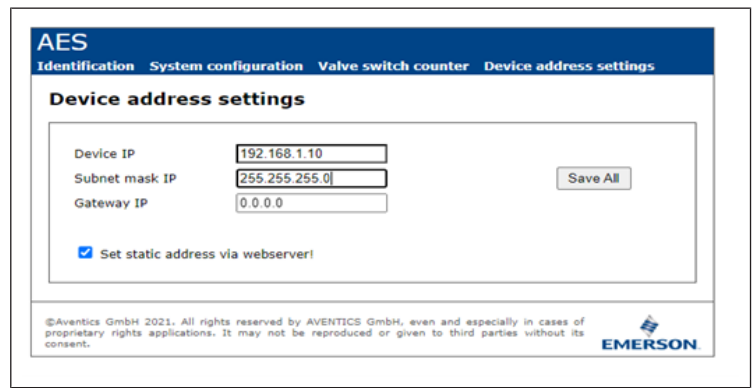 AES
Identification System configuration Valve switch counter Device address settings
Device address settings
Device IP 192.168.1.10
Subnet mask IP 255.255.255.0 Save All
Gateway IP 0.0.0.0
Set static address via webserver!
©Aventics GmbH 2021. All rights reserved by AVENTICS GmbH, even and especially in cases of
proprietary rights applications. It may not be reproduced or given to third parties without its
consent.
EMERSON.